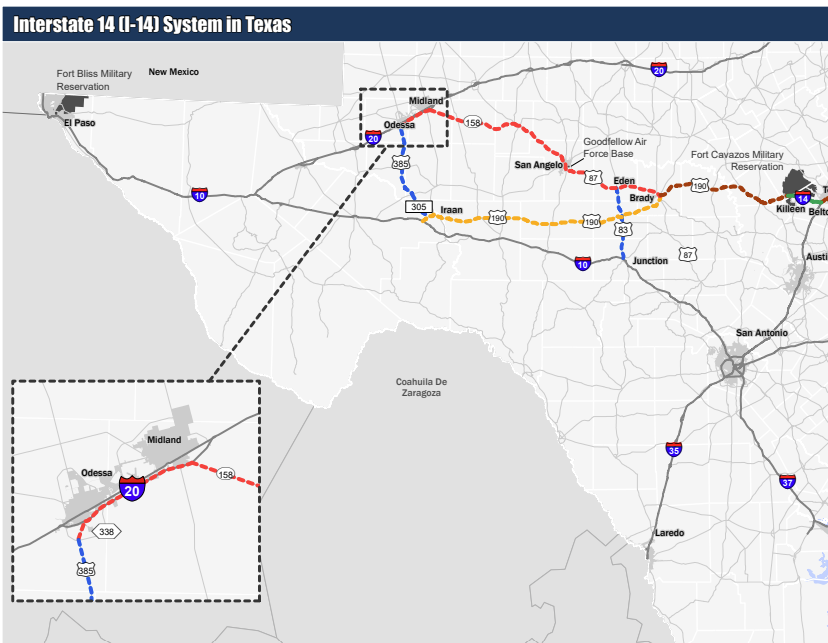 Interstate 14 (I-14) System in Texas
Fort Bliss Military
Reservation
New Mexico
El Paso
20
Midland
Odessa
158
20
385
San Angelo
Goodfellow Air
Force Base
Fort Cavazos Military
Reservation
87
Eden
190
Brady
14
Killeen
10
305
Iraan
190
190
83
10
Junction
87
San Antonio
Coahuila De
Zaragoza
35
37
Laredo
Midland
Odessa
20
158
338
385